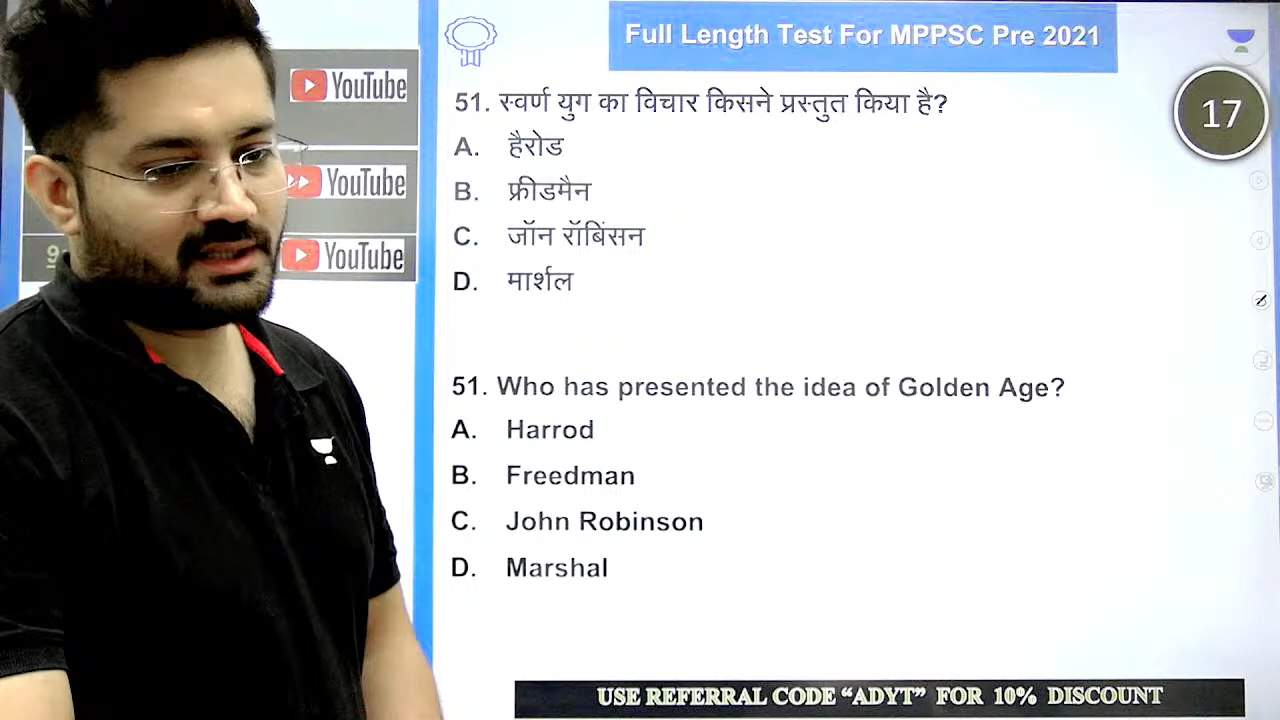 Full Length Test For MPPSC Pre 2021
YouTube
YouTube
9
YouTube
17
51. स्वर्ण युग का विचार किसने प्रस्तुत किया है?
A. हैरोड
B. फ्रीडमैन
C. जॉन रॉबिंसन
D. मार्शल
51. Who has presented the idea of Golden Age?
A. Harrod
B. Freedman
C. John Robinson
D. Marshal
USE REFERRAL CODE “ADYT” FOR 10% DISCOUNT